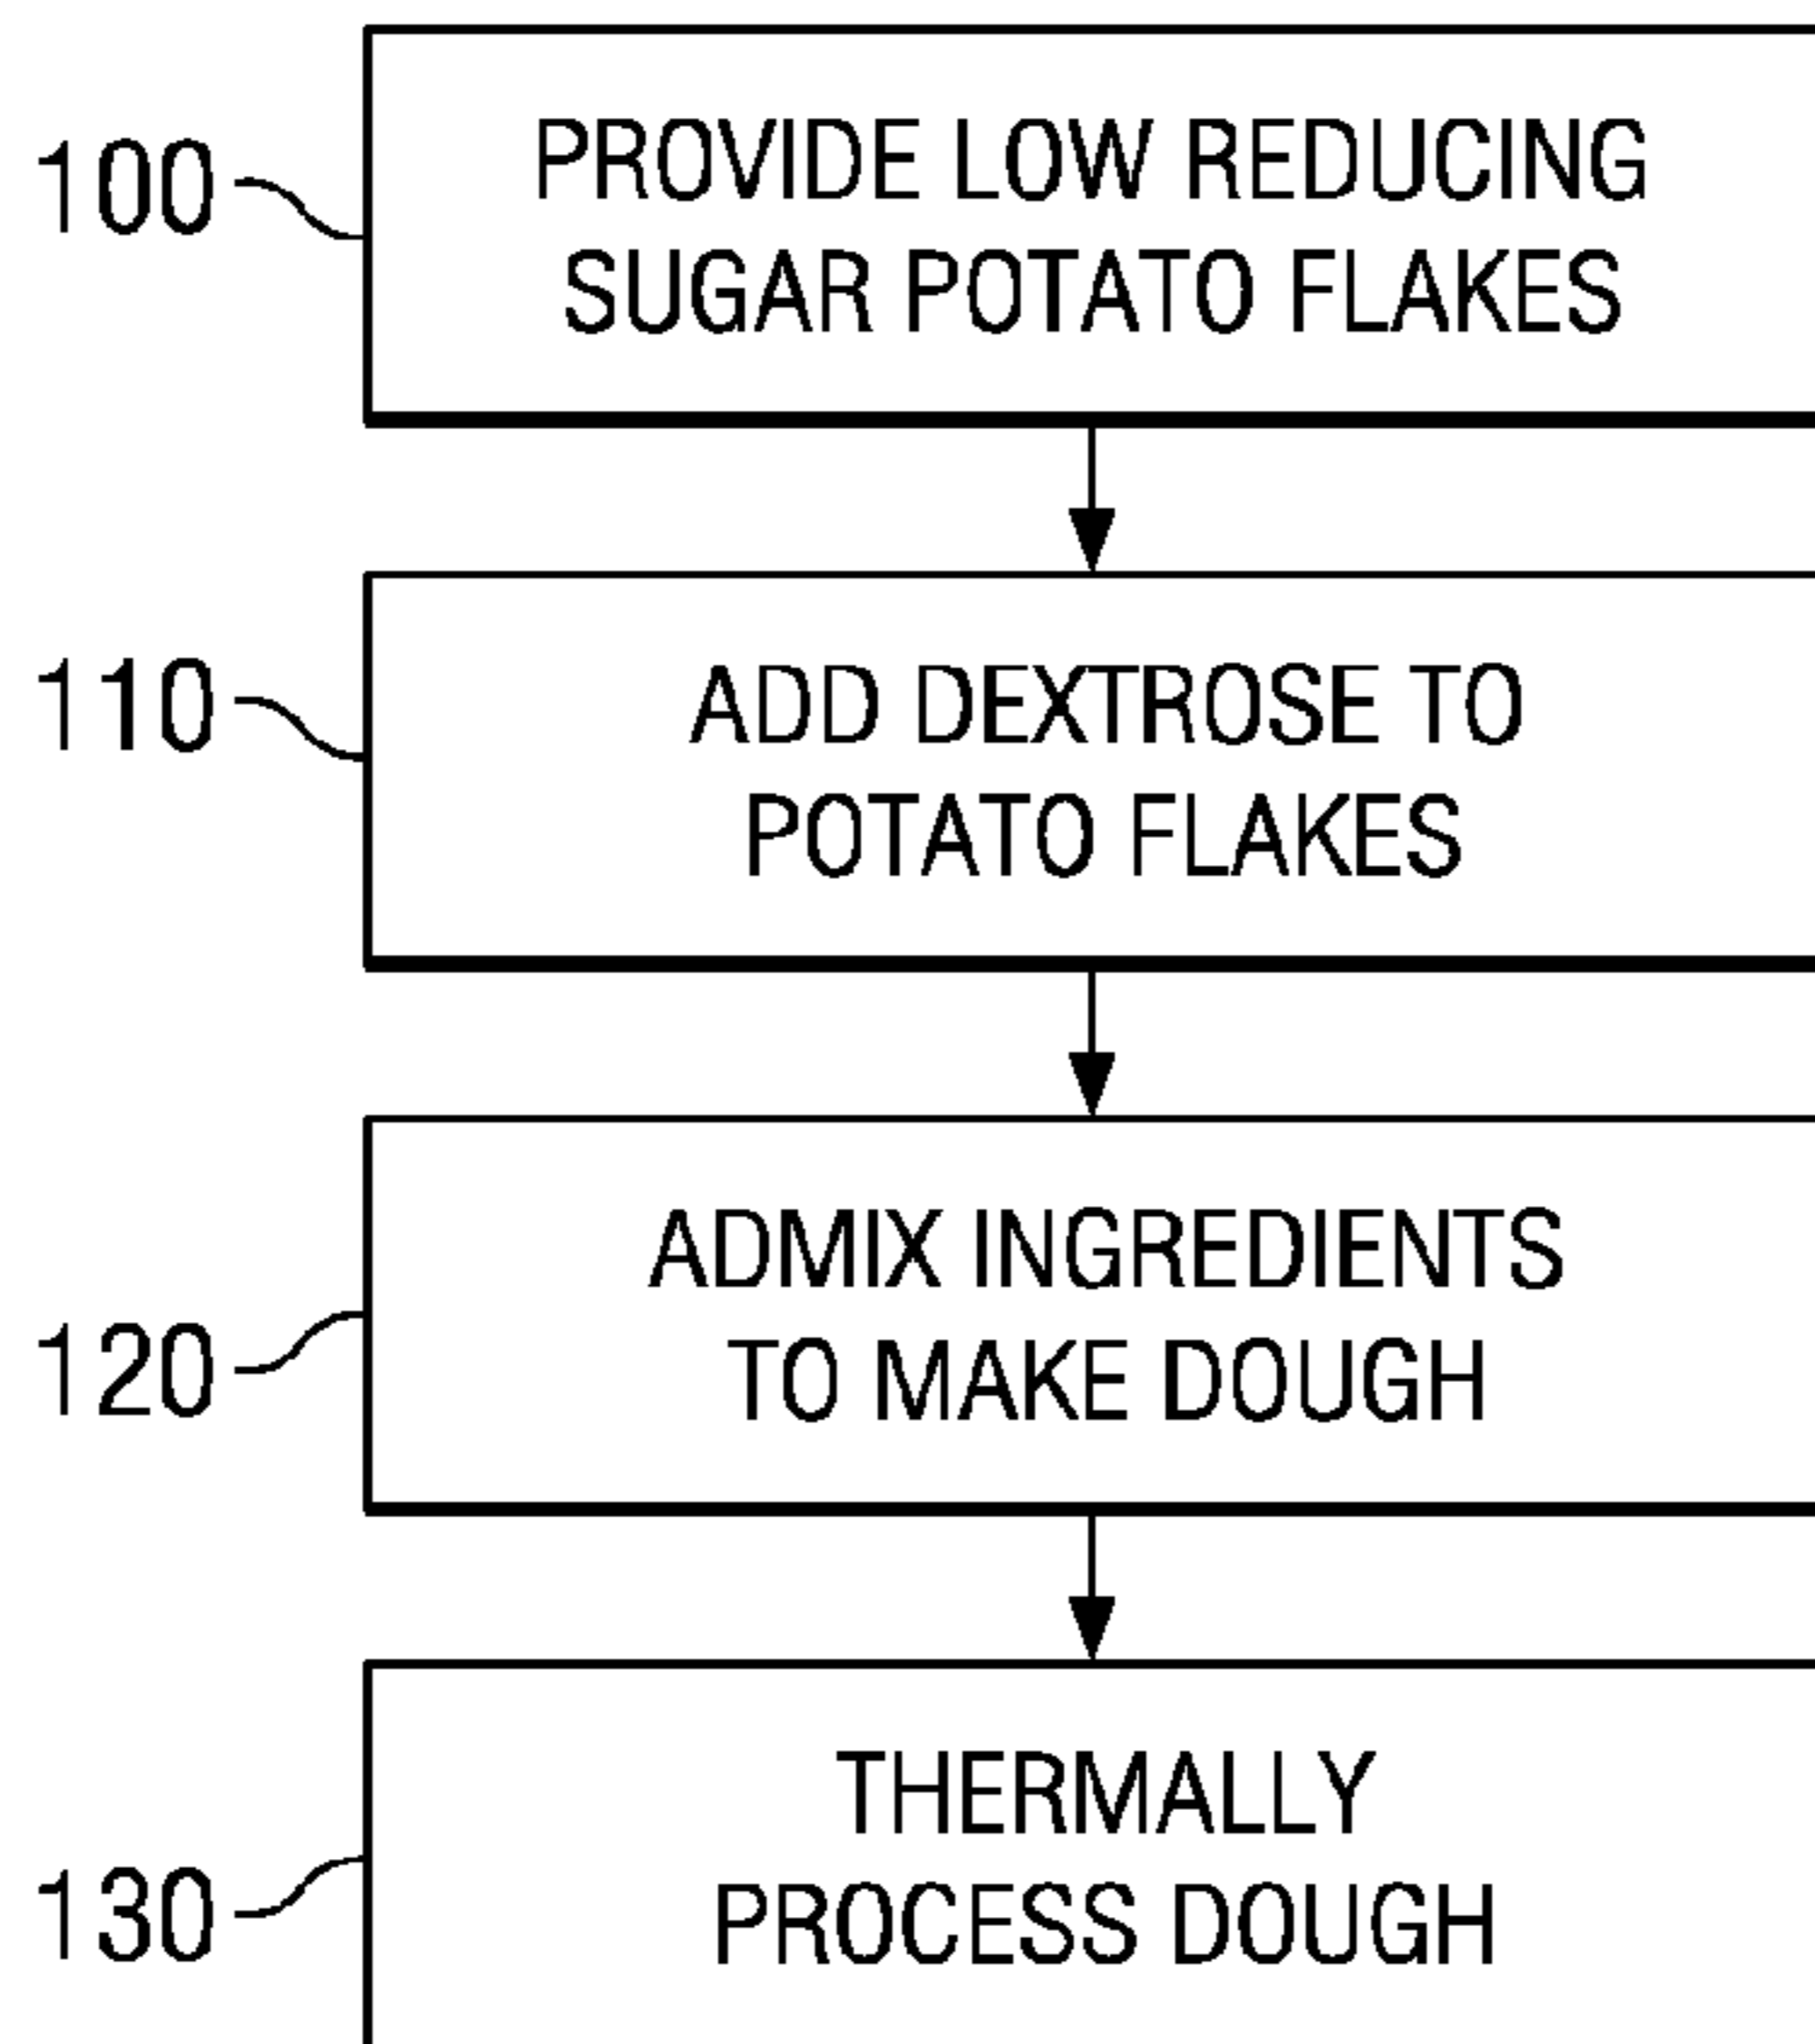 100
PROVIDE LOW REDUCING
SUGAR POTATO FLAKES
110
ADD DEXTROSE TO
POTATO FLAKES
120
ADMIX INGREDIENTS
TO MAKE DOUGH
130
THERMALLY
PROCESS DOUGH